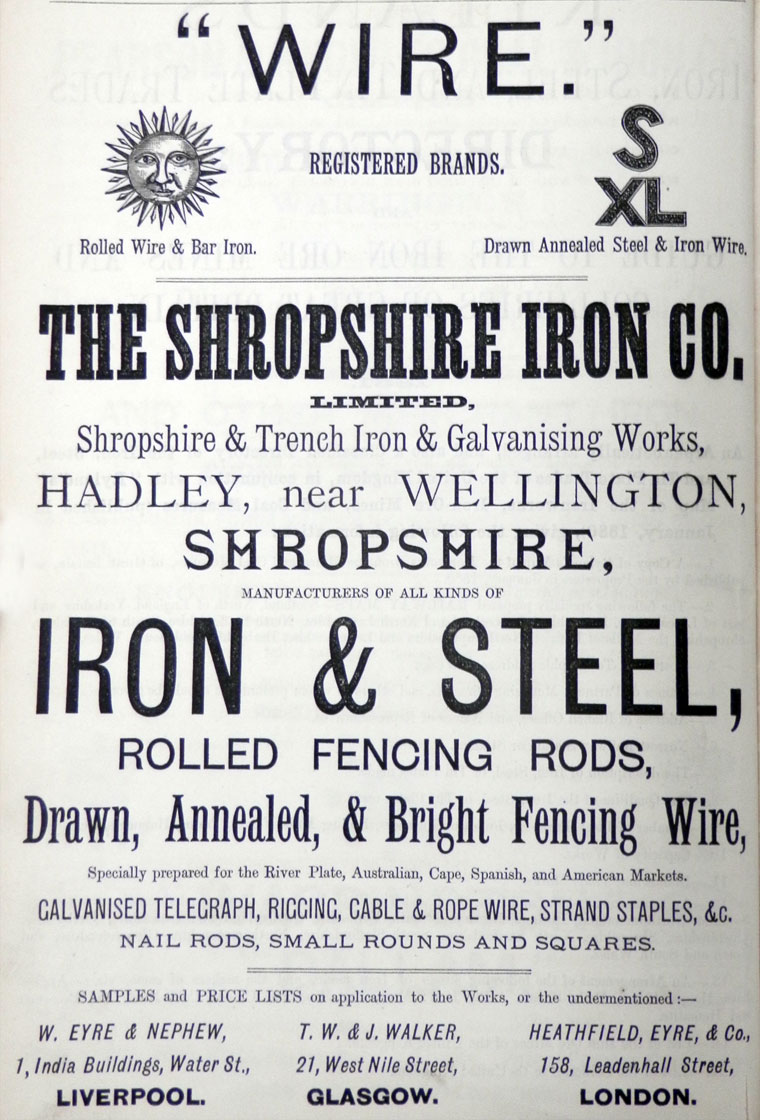 “WIRE.”
S
XL
REGISTERED BRANDS.
Rolled Wire & Bar Iron.
Drawn Annealed Steel & Iron Wire.
THE SHROPSHIRE IRON CO.
LIMITED,
Shropshire & Trench Iron & Galvanising Works,
HADLEY, near WELLINGTON,
SHROPSHIRE,
MANUFACTURERS OF ALL KINDS OF
IRON & STEEL,
ROLLED FENCING RODS,
Drawn, Annealed, & Bright Fencing Wire,
Specially prepared for the River Plate, Australian, Cape, Spanish, and American Markets.
GALVANISED TELEGRAPH, RIGGING, CABLE & ROPE WIRE, STRAND STAPLES, &c.
NAIL RODS, SMALL ROUNDS AND SQUARES.
SAMPLES and PRICE LISTS on application to the Works, or the undermentioned:—
W. EYRE & NEPHEW,
1, India Buildings, Water St.,
LIVERPOOL.
T. W. & J. WALKER,
21, West Nile Street,
GLASGOW.
HEATHFIELD, EYRE, & Co.,
158, Leadenhall Street,
LONDON.